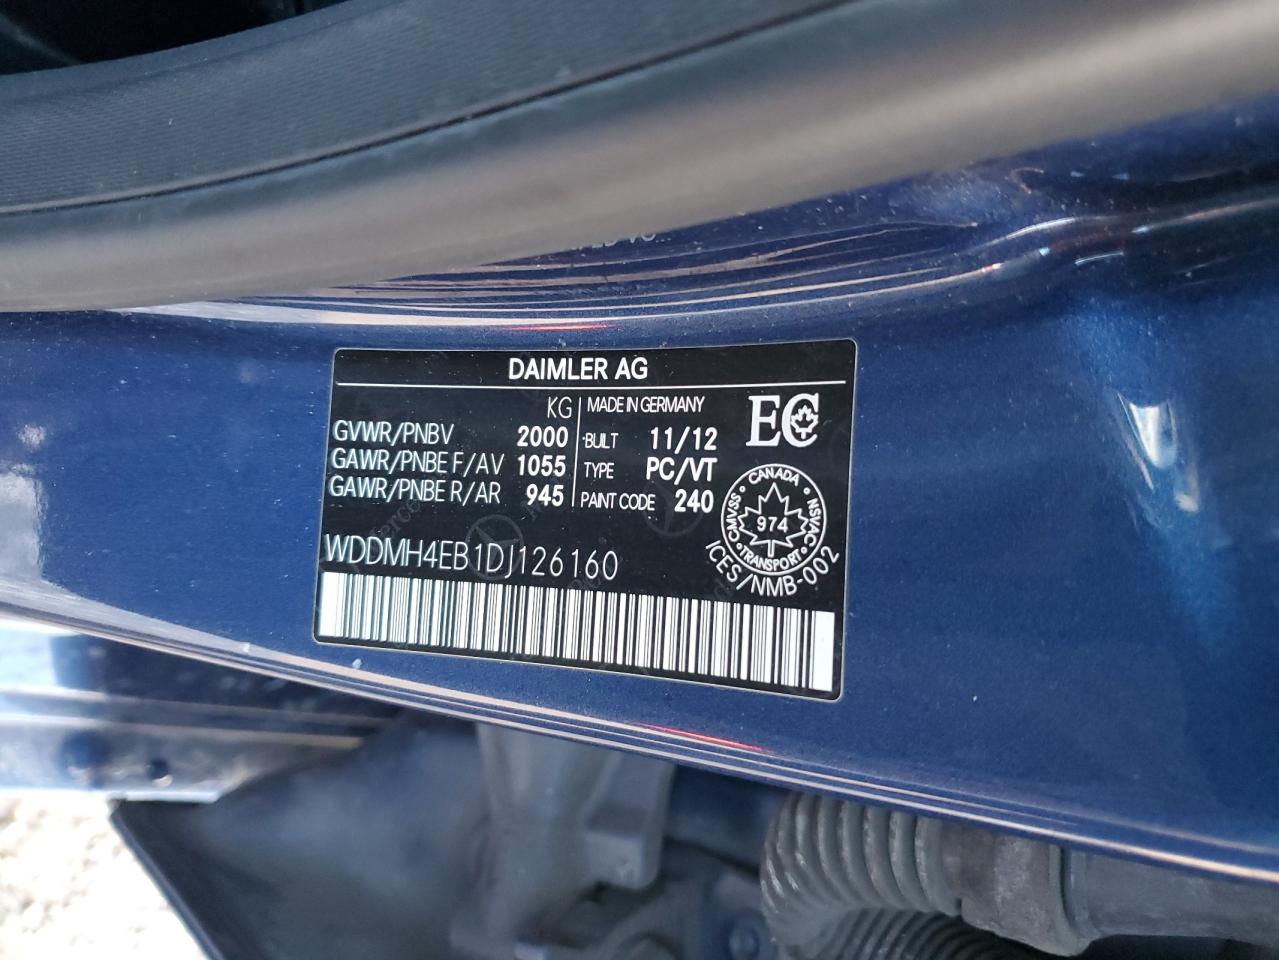 DAIMLER AG
KG
GVWR/PNBV 2000
GAWR/PNBE F/AV 1055
GAWR/PNBE R/AR 945
MADE IN GERMANY
BUILT 11/12
TYPE PC/VT
PAINT CODE 240
EC
CANADA
CMVSS NSVAC
974
TRANSPORT
ICES/NMB-002
WDDMH4EB1DJ126160